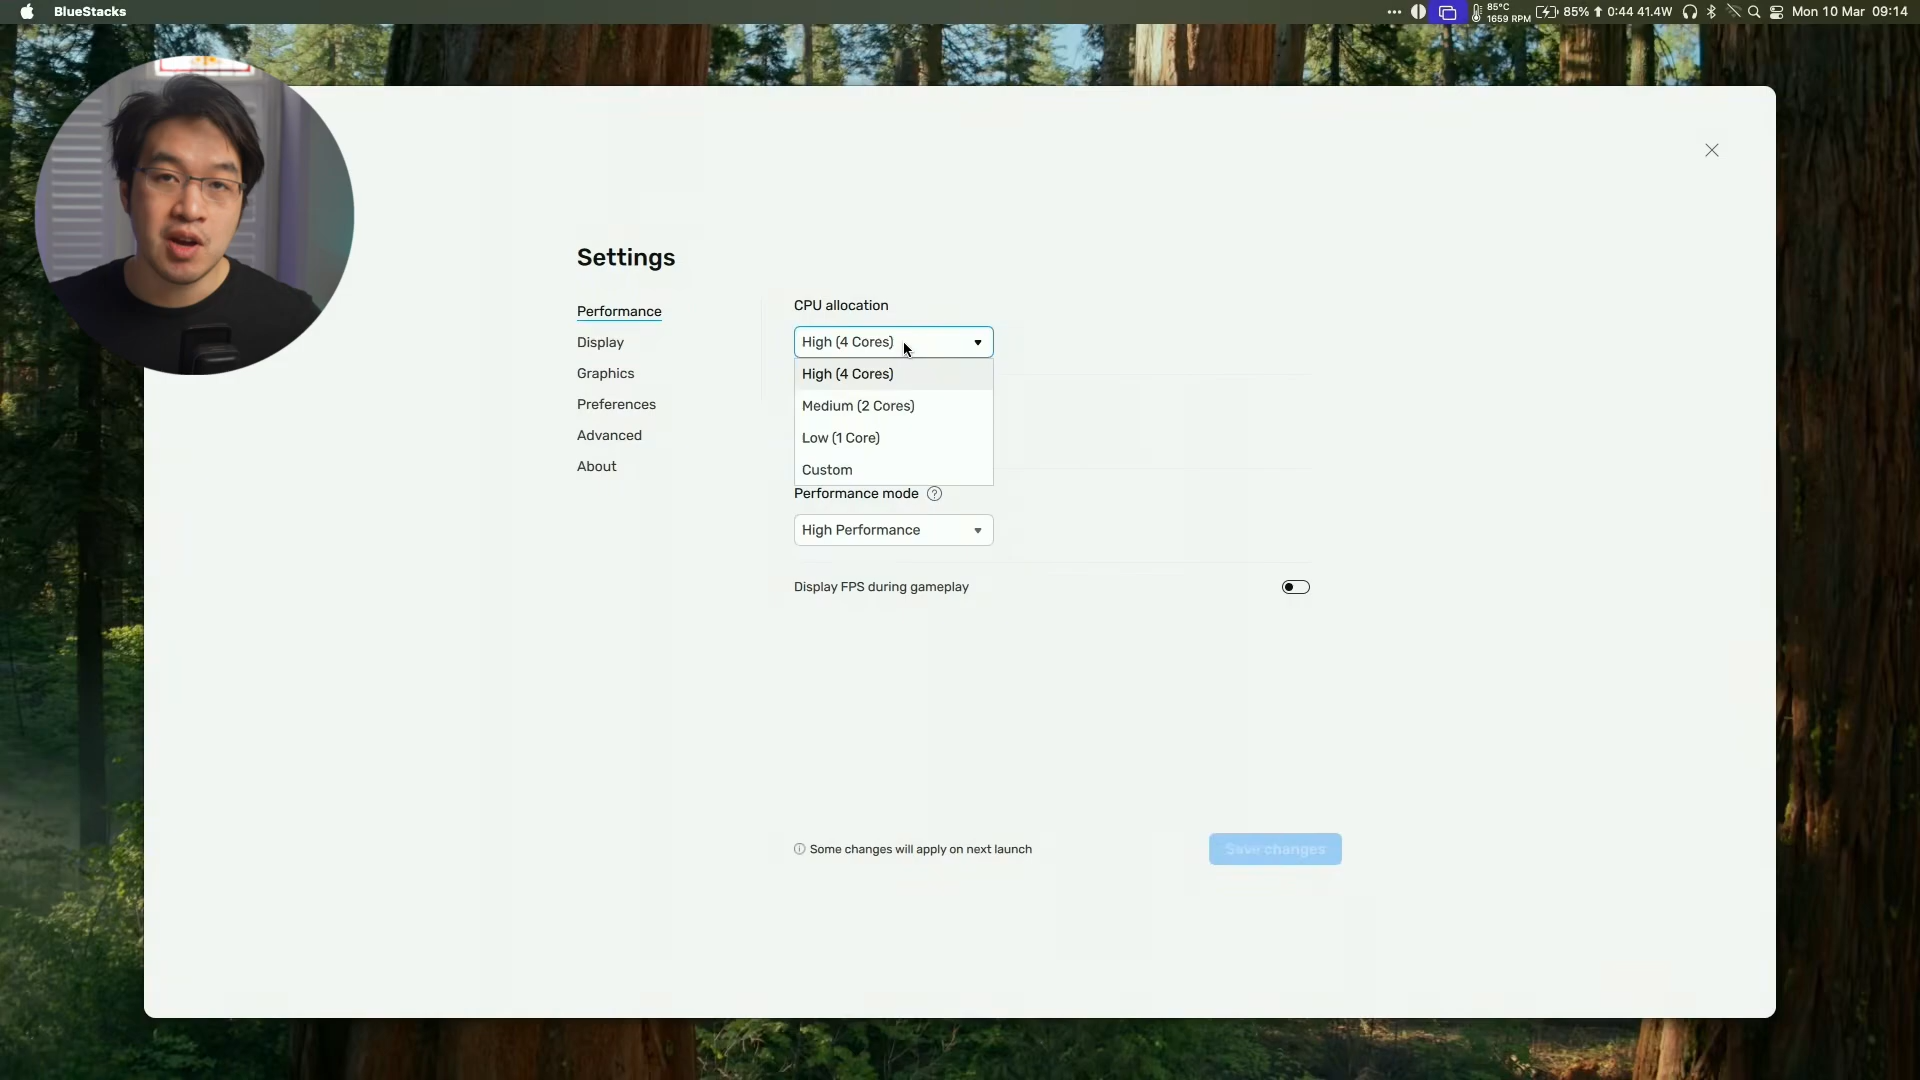 BlueStacks
85°C
1659 RPM
85% 0:44 41.4W
Mon 10 Mar 09:14
Settings
Performance
Display
Graphics
Preferences
Advanced
About
CPU allocation
High (4 Cores)
High (4 Cores)
Medium (2 Cores)
Low (1 Core)
Custom
Performance mode
High Performance
Display FPS during gameplay
Some changes will apply on next launch
Save changes